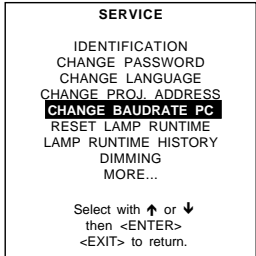 SERVICE
IDENTIFICATION
CHANGE PASSWORD
CHANGE LANGUAGE
CHANGE PROJ. ADDRESS
CHANGE BAUDRATE PC
RESET LAMP RUNTIME
LAMP RUNTIME HISTORY
DIMMING
MORE...
Select with ↑ or ↓
then <ENTER>
<EXIT> to return.